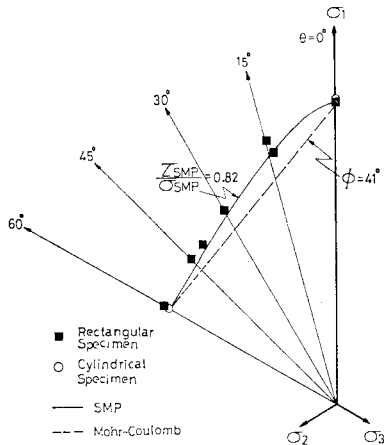 σ1
θ=0°
15°
30°
45°
60°
τSMP/σSMP=0.82
ϕ=41°
■ Rectangular
Specimen
○ Cylindrical
Specimen
— SMP
--- Mohr-Coulomb
σ2
σ3